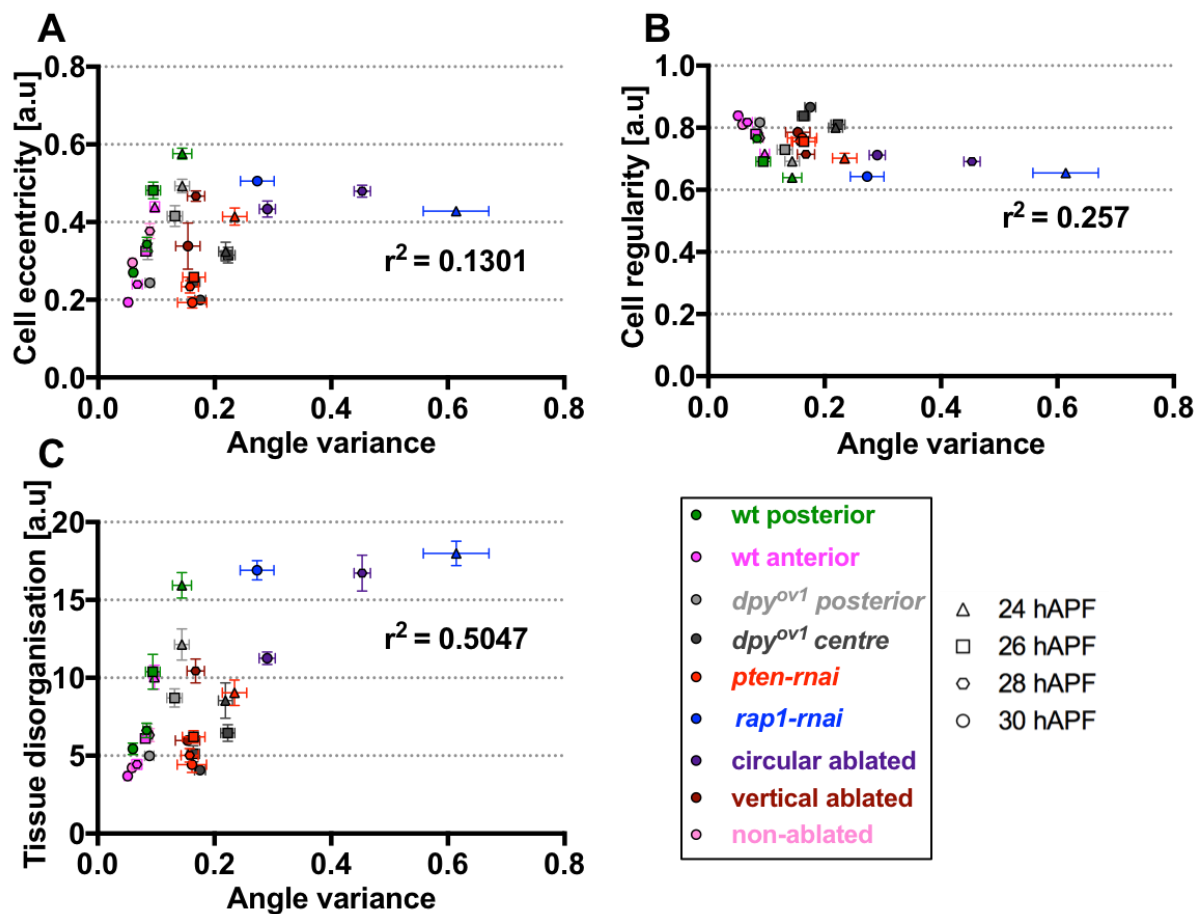 A
Cell eccentricity [a.u]
0.8
0.6
0.4
0.2
0.0
r² = 0.1301
0.0 0.2 0.4 0.6 0.8
Angle variance
B
Cell regularity [a.u]
1.0
0.8
0.6
0.4
0.2
0.0
r² = 0.257
0.0 0.2 0.4 0.6 0.8
Angle variance
C
Tissue disorganisation [a.u]
20
15
10
5
0
r² = 0.5047
0.0 0.2 0.4 0.6 0.8
Angle variance
wt posterior
wt anterior
dpyᵒᵛ¹ posterior
dpyᵒᵛ¹ centre
pten-rnai
rap1-rnai
circular ablated
vertical ablated
non-ablated
24 hAPF
26 hAPF
28 hAPF
30 hAPF